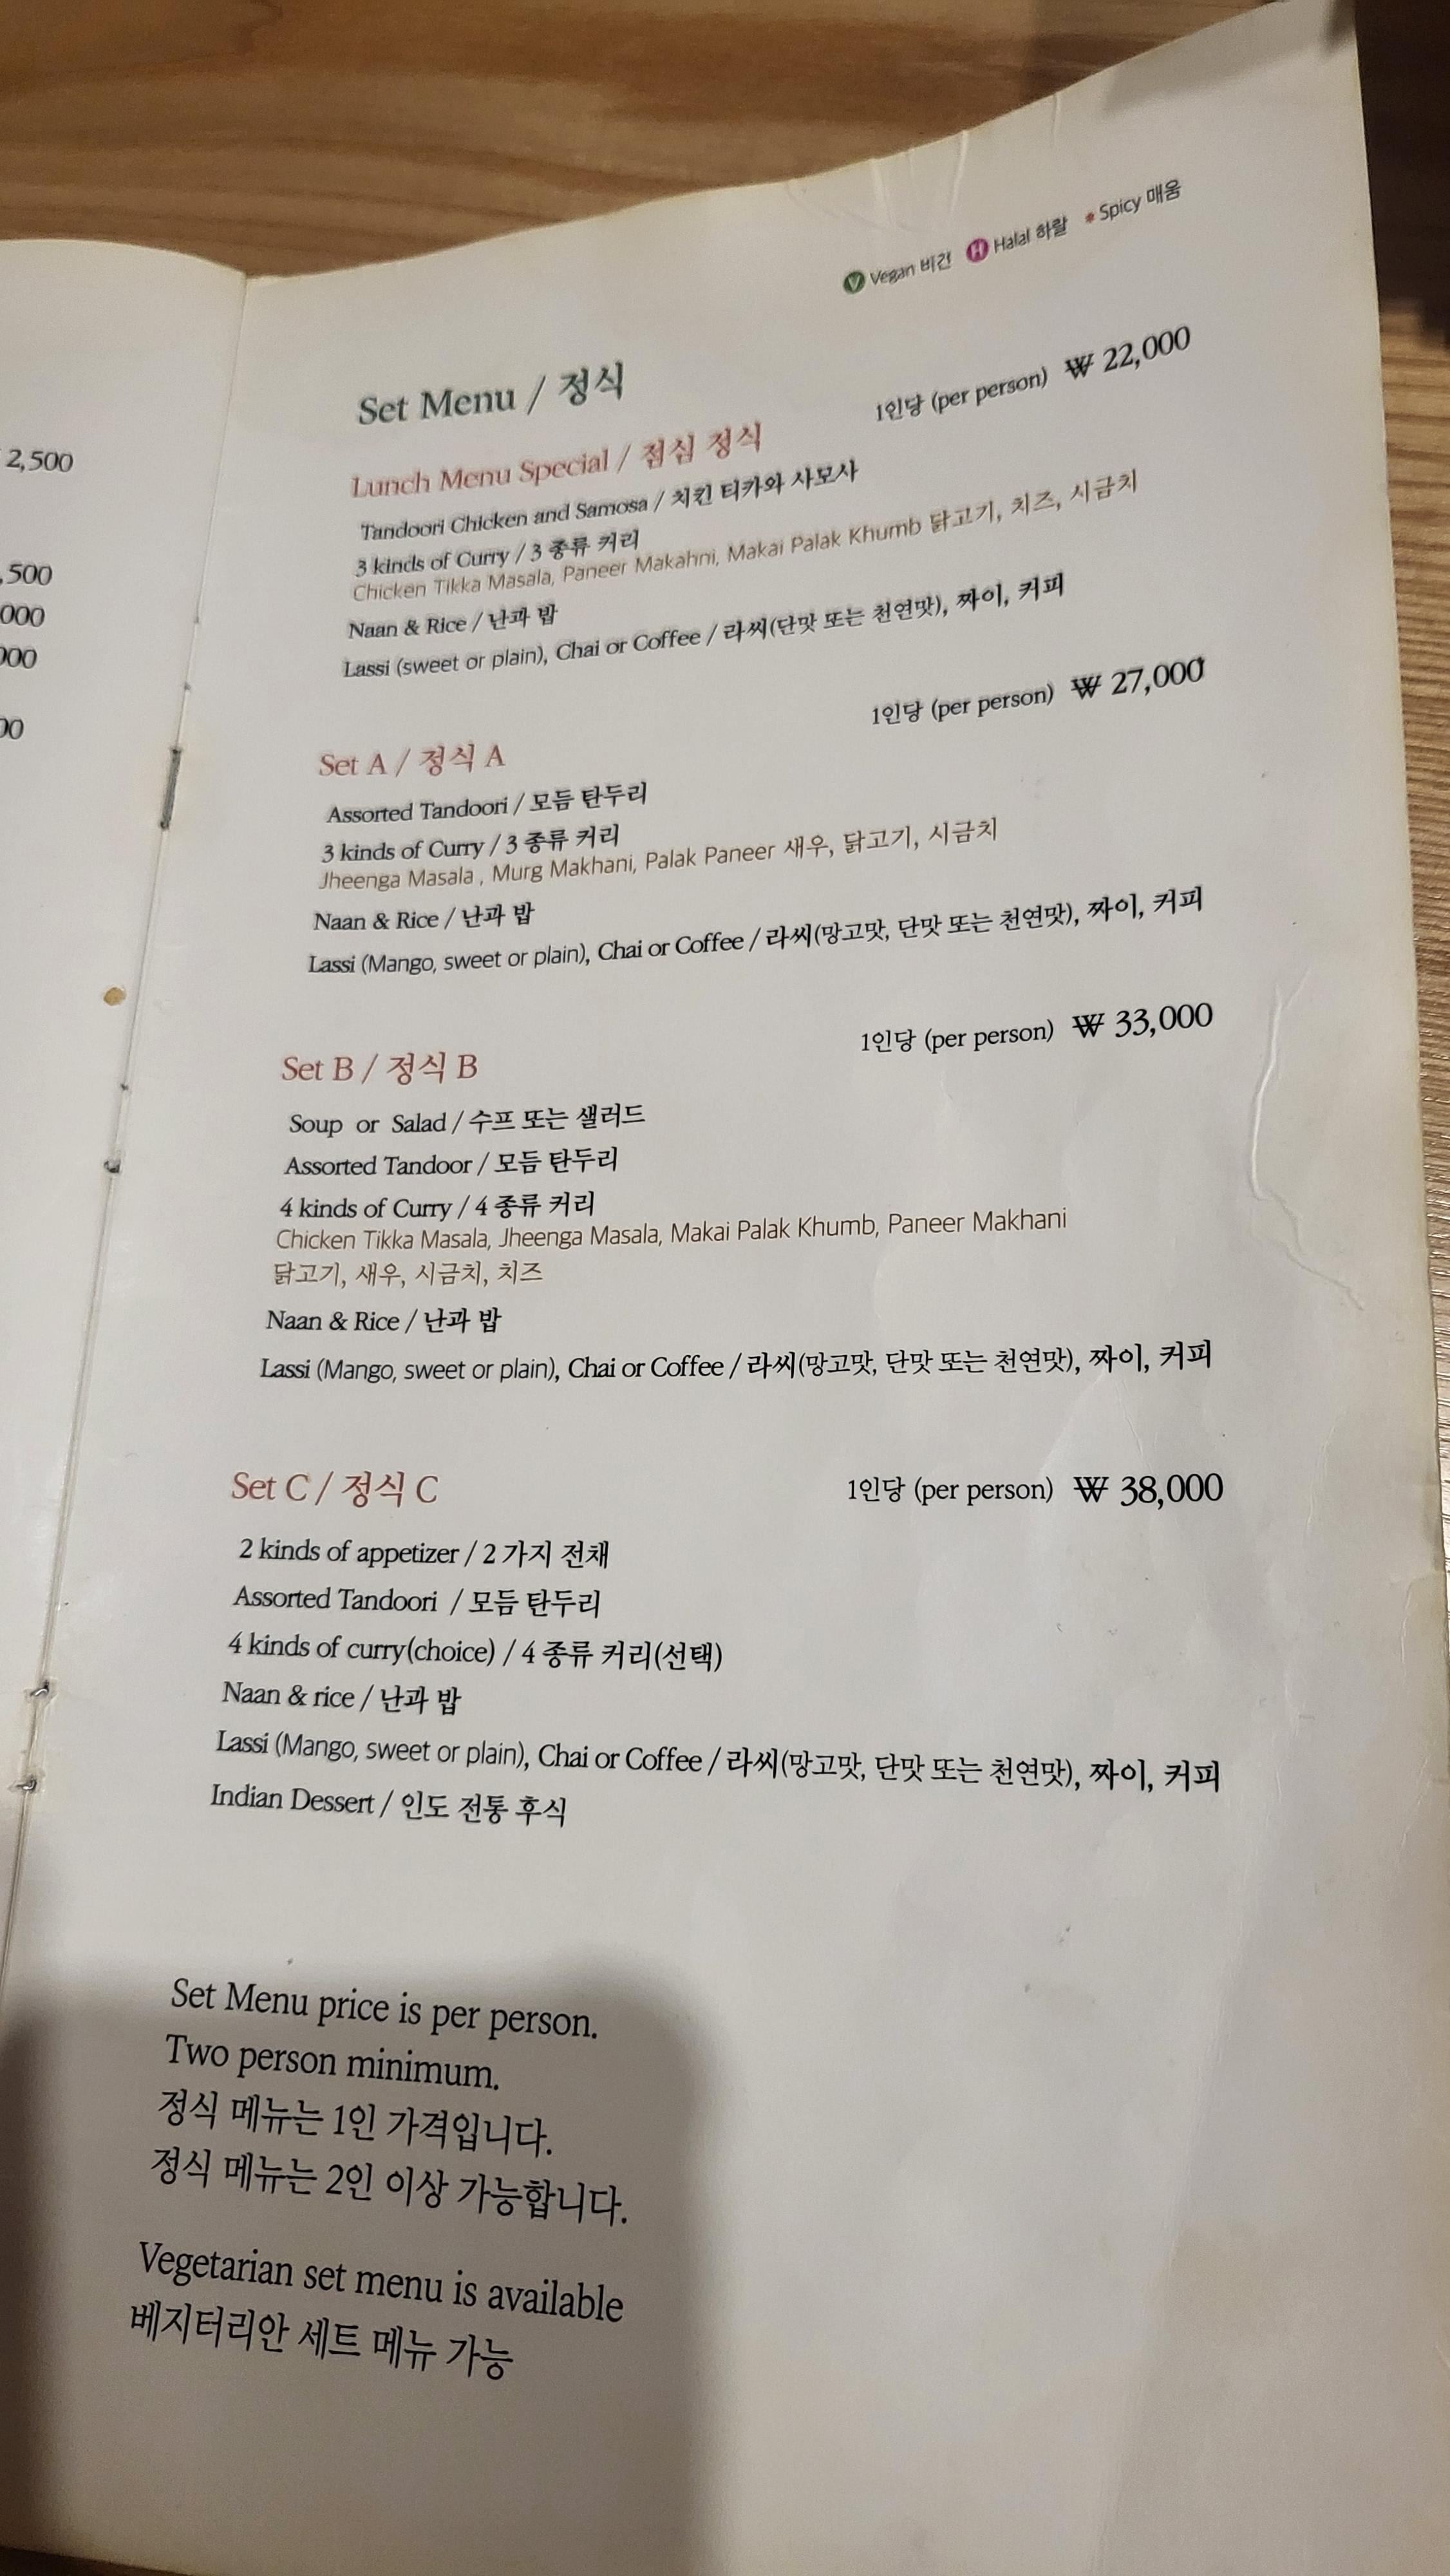 2,500
,500
000
000
00
Vegan 비건 H Halal 하랄 Spicy 매움
Set Menu / 정식
Lunch Menu Special / 점심 정식
1인당 (per person) ₩ 22,000
Tandoori Chicken and Samosa / 치킨 티카와 사모사
3 kinds of Curry / 3 종류 커리
Chicken Tikka Masala, Paneer Makahni, Makai Palak Khumb 닭고기, 치즈, 시금치
Naan & Rice / 난과 밥
Lassi (sweet or plain), Chai or Coffee / 라씨(단맛 또는 천연맛), 짜이, 커피
Set A / 정식 A
1인당 (per person) ₩ 27,000
Assorted Tandoori / 모듬 탄두리
3 kinds of Curry / 3 종류 커리
Jheenga Masala , Murg Makhani, Palak Paneer 새우, 닭고기, 시금치
Naan & Rice / 난과 밥
Lassi (Mango, sweet or plain), Chai or Coffee / 라씨(망고맛, 단맛 또는 천연맛), 짜이, 커피
Set B / 정식 B
1인당 (per person) ₩ 33,000
Soup or Salad / 수프 또는 샐러드
Assorted Tandoor / 모듬 탄두리
4 kinds of Curry / 4 종류 커리
Chicken Tikka Masala, Jheenga Masala, Makai Palak Khumb, Paneer Makhani
닭고기, 새우, 시금치, 치즈
Naan & Rice / 난과 밥
Lassi (Mango, sweet or plain), Chai or Coffee / 라씨(망고맛, 단맛 또는 천연맛), 짜이, 커피
Set C / 정식 C
1인당 (per person) ₩ 38,000
2 kinds of appetizer / 2 가지 전채
Assorted Tandoori / 모듬 탄두리
4 kinds of curry(choice) / 4 종류 커리(선택)
Naan & rice / 난과 밥
Lassi (Mango, sweet or plain), Chai or Coffee / 라씨(망고맛, 단맛 또는 천연맛), 짜이, 커피
Indian Dessert / 인도 전통 후식
Set Menu price is per person.
Two person minimum.
정식 메뉴는 1인 가격입니다.
정식 메뉴는 2인 이상 가능합니다.
Vegetarian set menu is available
베지터리안 세트 메뉴 가능